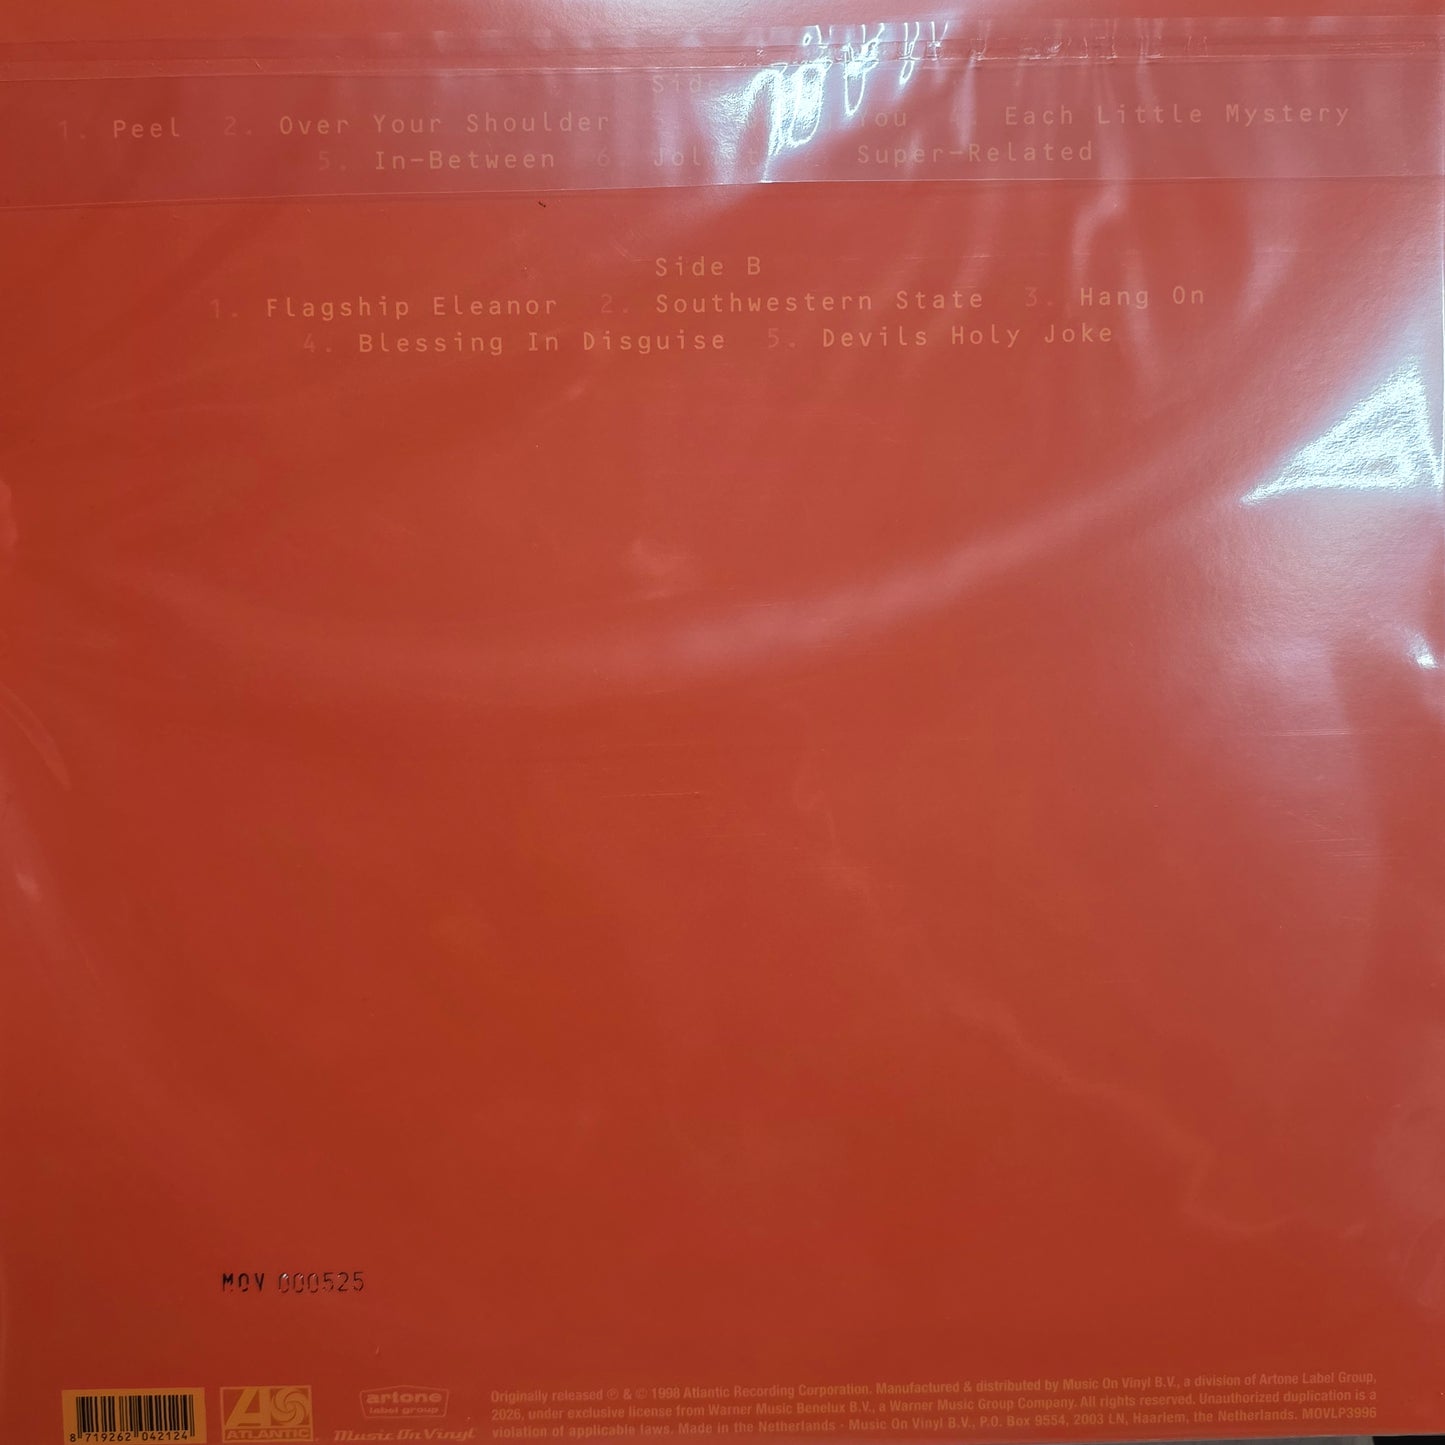 Sid
1. Peel 2. Over Your Shoulder You 4. Each Little Mystery
5. In-Between 6. Super-Related
Side B
1. Flagship Eleanor 2. Southwestern State 3. Hang On
4. Blessing In Disguise 5. Devils Holy Joke
MOV 000525
8 719262 042124
ATLANTIC
artone
label group
Music On Vinyl
Originally released ℗ & © 1998 Atlantic Recording Corporation. Manufactured & distributed by Music On Vinyl B.V., a division of Artone Label Group,
2026, under exclusive license from Warner Music Benelux B.V., a Warner Music Group Company. All rights reserved. Unauthorized duplication is a
violation of applicable laws. Made in the Netherlands · Music On Vinyl B.V., P.O. Box 9554, 2003 LN, Haarlem, the Netherlands. MOVLP3996